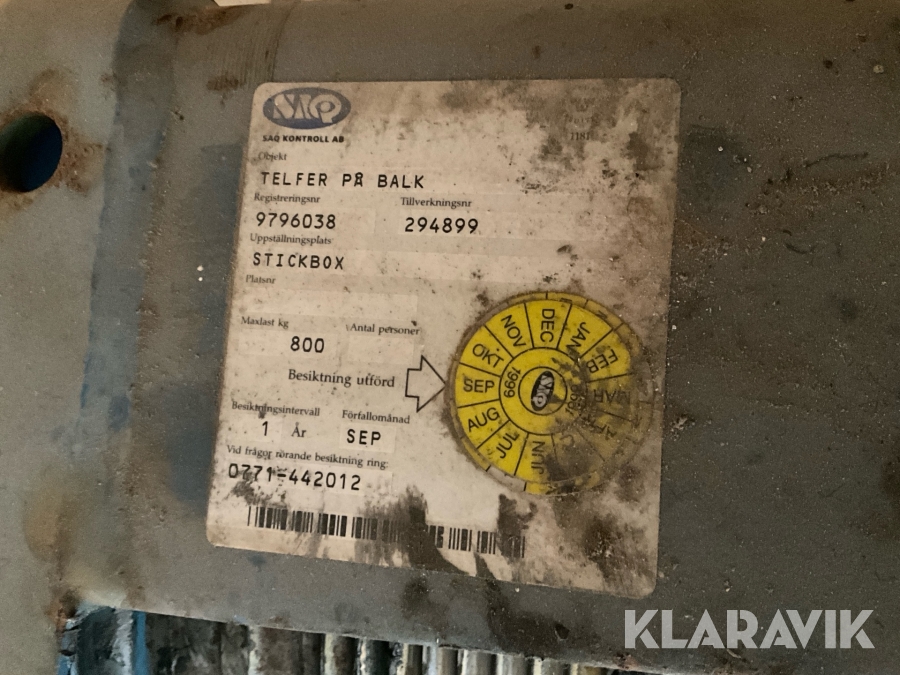 SAQ
SAQ KONTROLL AB
Objekt
TELFER PÅ BALK
Registreringsnr
Tillverkningsnr
9796038
294899
Uppställningsplats
STICKBOX
Platsnr
Maxlast kg
Antal personer
800
Besiktning utförd
Besiktningsintervall
Förfallomånad
1 År
SEP
Vid frågor rörande besiktning ring:
0771-442012
JAN
FEB
MAR
JUN
JUL
AUG
SEP
OKT
NOV
DEC
1999
SAQ
KLARAVIK